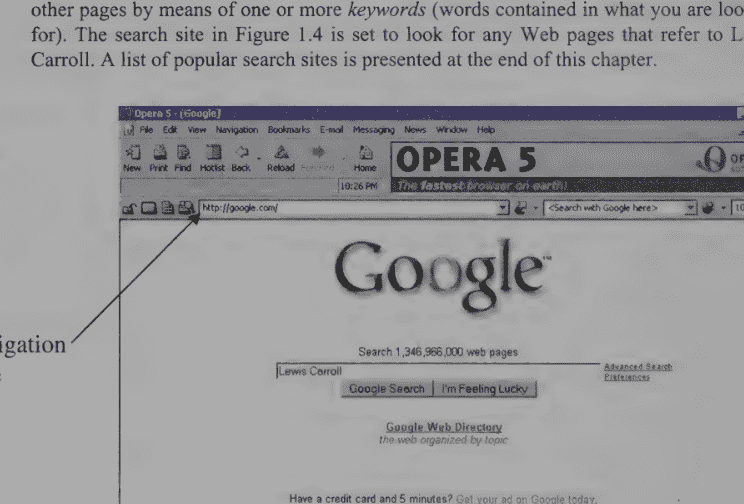 other pages by means of one or more keywords (words contained in what you are loo
for). The search site in Figure 1.4 is set to look for any Web pages that refer to L
Carroll. A list of popular search sites is presented at the end of this chapter.
Opera 5 - [Google]
File Edit View Navigation Bookmarks E-mail Messaging News Window Help
New Print Find Hotlist Back Reload Home
OPERA 5
10:26 PM
The fastest browser on earth!
http://google.com/
<Search with Google here>
10
Google™
igation
Search 1,346,966,000 web pages
Lewis Carroll
Advanced Search
Preferences
Google Search I'm Feeling Lucky
Google Web Directory
the web organized by topic
Have a credit card and 5 minutes? Get your ad on Google today.